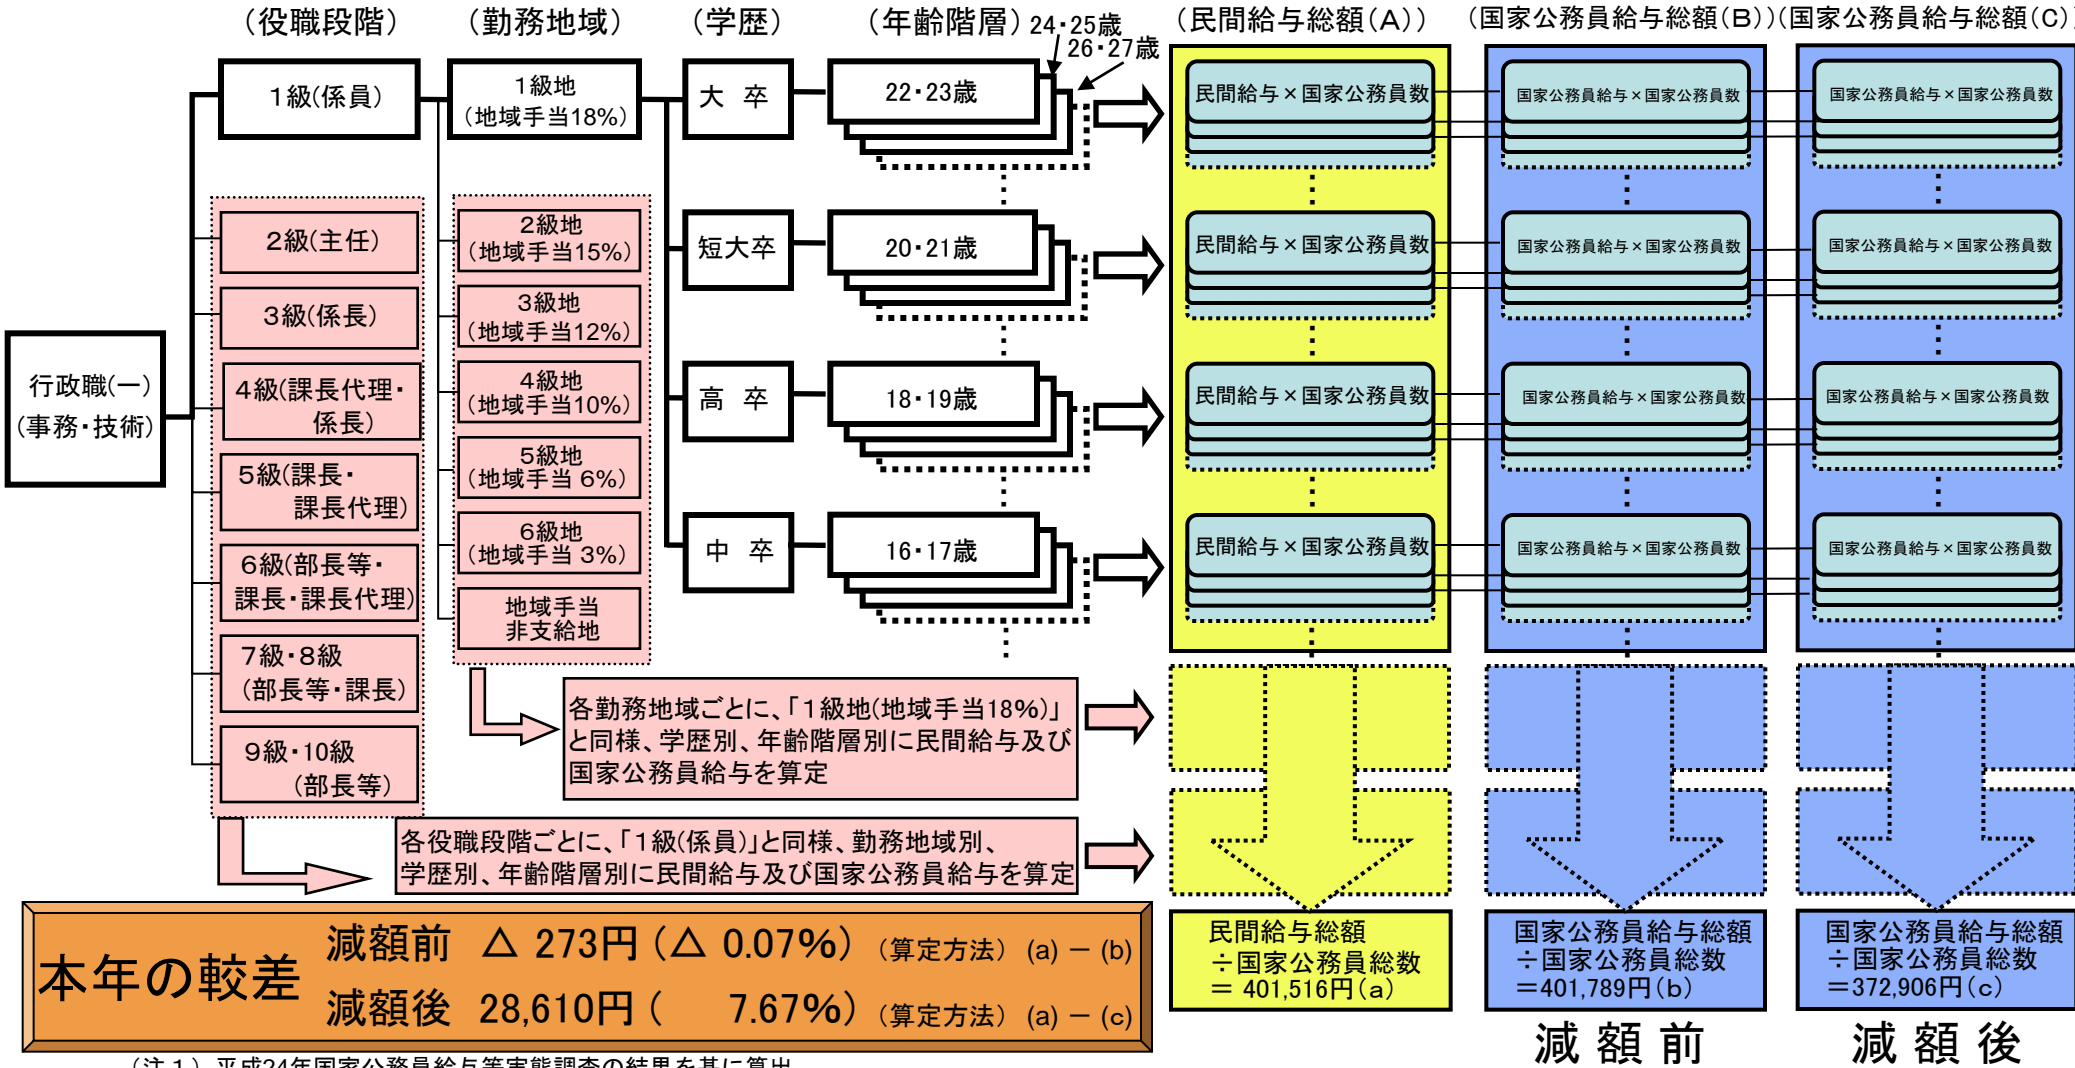 (役職段階)
(勤務地域)
(学歴)
(年齢階層)
24・25歳
26・27歳
(民間給与総額(A))
(国家公務員給与総額(B))
(国家公務員給与総額(C))
行政職(一)
(事務・技術)
1級(係員)
2級(主任)
3級(係長)
4級(課長代理・
係長)
5級(課長・
課長代理)
6級(部長等・
課長・課長代理)
7級・8級
(部長等・課長)
9級・10級
(部長等)
1級地
(地域手当18%)
2級地
(地域手当15%)
3級地
(地域手当12%)
4級地
(地域手当10%)
5級地
(地域手当 6%)
6級地
(地域手当 3%)
地域手当
非支給地
大 卒
22・23歳
民間給与×国家公務員数
国家公務員給与×国家公務員数
国家公務員給与×国家公務員数
短大卒
20・21歳
民間給与×国家公務員数
国家公務員給与×国家公務員数
国家公務員給与×国家公務員数
高 卒
18・19歳
民間給与×国家公務員数
国家公務員給与×国家公務員数
国家公務員給与×国家公務員数
中 卒
16・17歳
民間給与×国家公務員数
国家公務員給与×国家公務員数
国家公務員給与×国家公務員数
各勤務地域ごとに、「1級地(地域手当18%)」
と同様、学歴別、年齢階層別に民間給与及び
国家公務員給与を算定
各役職段階ごとに、「1級(係員)」と同様、勤務地域別、
学歴別、年齢階層別に民間給与及び国家公務員給与を算定
本年の較差
減額前 △ 273円 (△ 0.07%) (算定方法) (a) − (b)
減額後 28,610円 ( 7.67%) (算定方法) (a) − (c)
民間給与総額
÷国家公務員総数
= 401,516円(a)
国家公務員給与総額
÷国家公務員総数
=401,789円(b)
国家公務員給与総額
÷国家公務員総数
=372,906円(c)
減 額 前
減 額 後
(注1) 平成24年国家公務員給与等実態調査の結果を基に算出